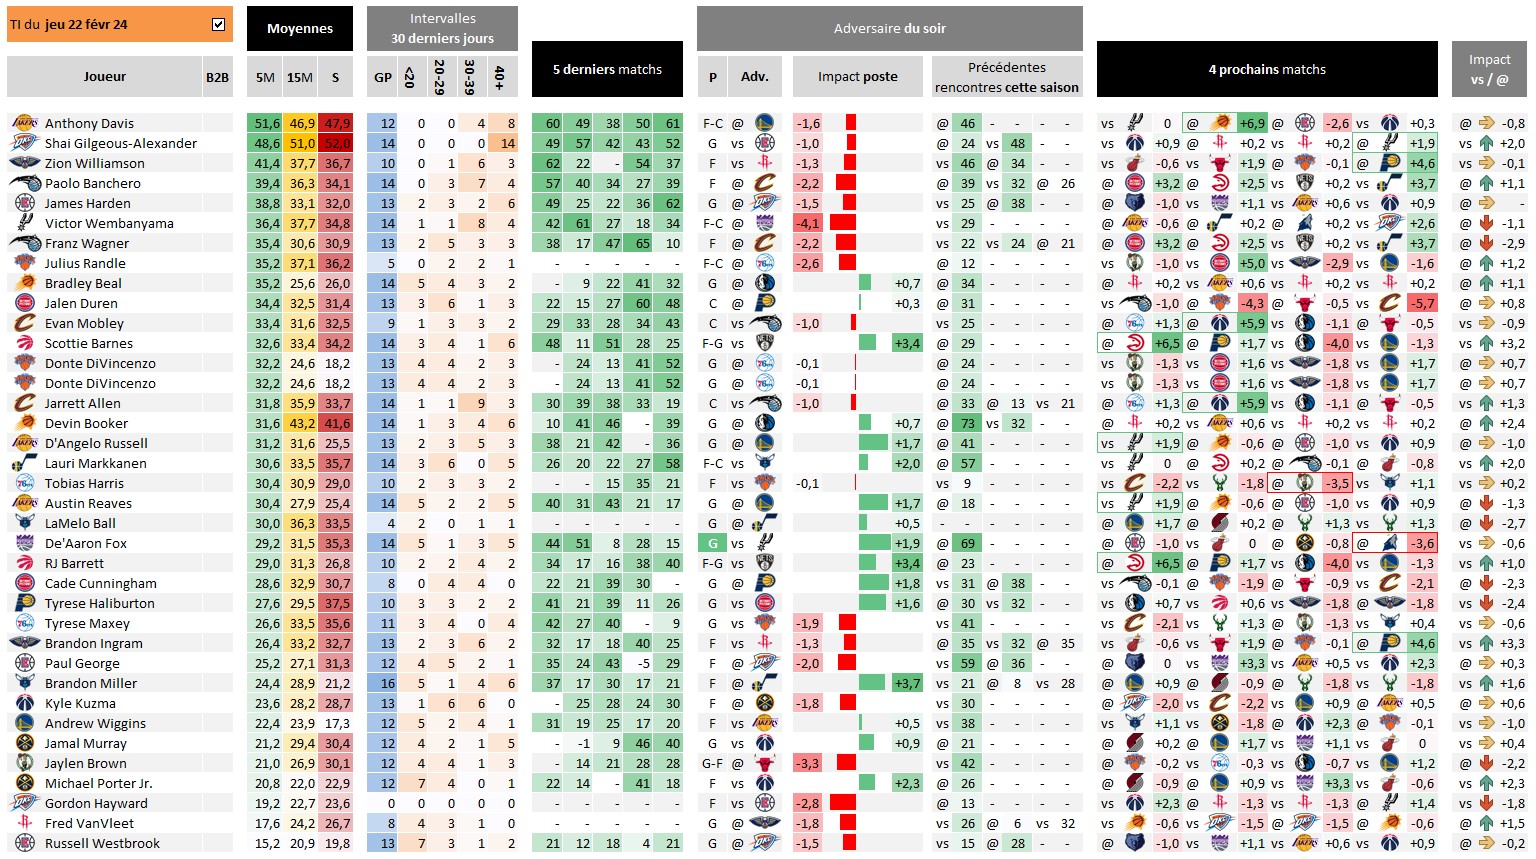 TI du jeu 22 févr 24
Moyennes
Intervalles
30 derniers jours
5 derniers matchs
Adversaire du soir
4 prochains matchs
Impact
vs / @
Joueur B2B 5M 15M S GP <20 20-29 30-39 40+ P Adv. Impact poste Précédentes rencontres cette saison
Anthony Davis 51,6 46,9 47,9 12 0 0 4 8 60 49 38 50 61 F-C @ -1,6 @ 46 - - - - vs 0 @ +6,9 @ -2,6 vs +0,3 @ -0,8
Shai Gilgeous-Alexander 48,6 51,0 52,0 14 0 0 0 14 49 57 42 43 52 G vs -1,0 @ 24 vs 48 - - vs +0,9 @ +0,2 vs +0,2 @ +1,9 vs +2,0
Zion Williamson 41,4 37,7 36,7 10 0 1 6 3 62 22 - 54 37 F vs -1,3 vs 46 @ 34 - - vs -0,6 vs +1,9 @ -0,1 @ +4,6 vs -0,1
Paolo Banchero 39,4 36,3 34,1 14 0 3 7 4 57 40 34 27 39 F @ -2,2 @ 39 vs 32 @ 26 @ +3,2 @ +2,5 vs +0,2 vs +3,7 @ +1,1
James Harden 38,8 33,1 32,0 13 2 3 2 6 49 25 22 36 62 G @ -1,5 vs 25 @ 38 - - @ -1,0 vs +1,1 vs +0,6 vs +0,9 @ -
Victor Wembanyama 36,4 37,7 34,8 14 1 1 8 4 42 61 27 18 34 F-C @ -4,1 vs 29 - - - - @ -0,6 @ +0,2 @ +0,2 vs +2,6 @ -1,1
Franz Wagner 35,4 30,6 30,9 13 2 5 3 3 38 17 47 65 10 F @ -2,2 vs 22 vs 24 @ 21 @ +3,2 @ +2,5 vs +0,2 vs +3,7 @ -2,9
Julius Randle 35,2 37,1 36,2 5 0 2 2 1 - - - - - F-C @ -2,6 @ 12 - - - - vs -1,0 vs +5,0 vs -2,9 vs -1,6 @ +1,2
Bradley Beal 35,2 25,6 26,0 14 5 4 3 2 - 9 22 41 32 G @ +0,7 @ 34 - - - - @ +0,2 vs +0,6 vs +0,2 vs +0,2 @ +1,1
Jalen Duren 34,4 32,5 31,4 13 3 6 1 3 22 15 27 60 48 C @ +0,3 @ 31 - - - - vs -1,0 @ -4,3 @ -0,5 vs -5,7 @ +0,8
Evan Mobley 33,4 31,6 32,5 9 1 3 3 2 29 33 28 34 43 C vs -1,0 vs 25 - - - - @ +1,3 @ +5,9 vs -1,1 @ -0,5 vs -0,9
Scottie Barnes 32,6 33,4 34,2 14 3 4 1 6 48 11 51 28 25 F-G vs +3,4 @ 29 - - - - @ +6,5 @ +1,7 vs -4,0 vs -1,3 vs +3,2
Donte DiVincenzo 32,2 24,6 18,2 13 4 4 2 3 - 24 13 41 52 G @ -0,1 @ 24 - - - - vs -1,3 vs +1,6 vs -1,8 vs +1,7 @ +0,7
Donte DiVincenzo 32,2 24,6 18,2 13 4 4 2 3 - 24 13 41 52 G @ -0,1 @ 24 - - - - vs -1,3 vs +1,6 vs -1,8 vs +1,7 @ +0,7
Jarrett Allen 31,8 35,9 33,7 14 1 1 9 3 30 39 38 33 19 C vs -1,0 @ 33 @ 13 vs 21 @ +1,3 @ +5,9 vs -1,1 @ -0,5 vs +1,3
Devin Booker 31,6 43,2 41,6 14 1 3 4 6 10 41 46 - 39 G @ +0,7 @ 73 vs 32 - - @ +0,2 vs +0,6 vs +0,2 vs +0,2 @ +2,4
D'Angelo Russell 31,2 31,6 25,5 13 2 3 5 3 38 21 42 - 36 G @ +1,7 @ 41 - - - - vs +1,9 @ -0,6 @ -1,0 vs +0,9 @ -1,0
Lauri Markkanen 30,6 33,5 35,7 14 3 6 0 5 26 20 22 27 58 F-C vs +2,0 @ 57 - - - - vs 0 @ +0,2 @ -0,1 @ -0,8 vs +2,0
Tobias Harris 30,4 30,9 29,0 10 2 3 3 2 - - 15 35 21 F vs -0,1 vs 9 - - - - vs -2,2 vs -1,8 @ -3,5 vs +1,1 vs +0,2
Austin Reaves 30,4 27,9 25,4 14 5 2 2 5 40 31 43 21 17 G @ +1,7 @ 18 - - - - vs +1,9 @ -0,6 @ -1,0 vs +0,9 @ -1,3
LaMelo Ball 30,0 36,3 33,5 4 2 0 1 1 - - - - - G @ +0,5 - - - - - - @ +1,7 @ +0,2 @ +1,3 vs +1,3 @ -2,7
De'Aaron Fox 29,2 31,5 35,3 14 5 1 3 5 44 51 8 28 15 G vs +1,9 @ 69 - - - - @ -1,0 vs 0 @ -0,8 @ -3,6 vs -0,6
RJ Barrett 29,0 31,3 26,8 10 2 2 4 2 34 17 16 38 40 F-G vs +3,4 @ 23 - - - - @ +6,5 @ +1,7 vs -4,0 vs -1,3 vs +1,0
Cade Cunningham 28,6 32,9 30,7 8 0 4 4 0 22 21 39 30 - G @ +1,8 vs 31 @ 38 - - vs -0,1 @ -1,9 @ -0,9 vs -2,1 @ -2,3
Tyrese Haliburton 27,6 29,5 37,5 10 3 3 2 2 41 21 39 11 26 G vs +1,6 @ 30 vs 32 - - vs +0,7 vs +0,6 vs -1,8 @ -1,8 vs -2,4
Tyrese Maxey 26,6 33,5 35,6 11 3 4 0 4 42 27 40 - 9 G vs -1,9 vs 41 - - - - vs -2,1 vs +1,3 @ -1,3 vs +0,4 vs -0,6
Brandon Ingram 26,4 33,2 32,7 13 2 3 6 2 32 17 18 40 25 F vs -1,3 @ 35 vs 32 @ 35 vs -0,6 vs +1,9 @ -0,1 @ +4,6 vs +3,3
Paul George 25,2 27,1 31,3 12 4 5 2 1 35 24 43 -5 29 F @ -2,0 vs 59 @ 36 - - @ 0 vs +3,3 vs +0,5 vs +2,3 @ +0,3
Brandon Miller 24,4 28,9 21,2 16 5 1 4 6 37 17 30 17 21 F @ +3,7 vs 21 @ 8 vs 28 @ +0,9 @ -0,9 @ -1,8 vs -1,8 @ +1,6
Kyle Kuzma 23,6 28,2 28,7 13 1 6 6 0 - 25 28 24 30 F @ -1,8 vs 30 - - - - @ -2,0 vs -2,2 vs +0,9 @ +0,5 @ +0,6
Andrew Wiggins 22,4 23,9 17,3 12 5 2 4 1 31 19 25 17 20 F vs +0,5 vs 38 - - - - vs +1,1 vs -1,8 @ +2,3 @ -0,1 vs -1,0
Jamal Murray 21,2 29,4 30,4 12 4 2 1 5 - -1 9 46 40 G vs +0,9 @ 21 - - - - @ +0,2 @ +1,7 vs +1,1 vs 0 vs +0,4
Jaylen Brown 21,0 26,9 30,1 12 4 4 1 3 - 14 21 28 28 G-F @ -3,3 vs 42 - - - - @ -0,2 vs -0,3 vs -0,7 vs +1,2 @ -0,2
Michael Porter Jr. 20,8 22,0 22,9 12 7 4 0 1 22 14 - 41 18 F vs +2,3 @ 26 - - - - @ -0,9 @ +0,9 vs +3,3 vs -0,6 vs +2,1
Gordon Hayward 19,2 22,7 23,6 0 0 0 0 0 - - - - - F vs -2,8 @ 13 - - - - vs +2,3 @ -1,3 vs -1,3 @ +1,4 vs -1,8
Fred VanVleet 17,6 24,2 26,7 8 4 3 1 0 - - - - - G @ -1,8 vs 26 @ 6 vs 32 vs -0,6 vs -1,5 @ -1,5 @ -0,6 @ +1,5
Russell Westbrook 15,2 20,9 19,8 13 7 3 1 2 21 12 18 4 21 G @ -1,5 vs 15 @ 28 - - @ -1,0 vs +1,1 vs +0,6 vs +0,9 @ -0,2